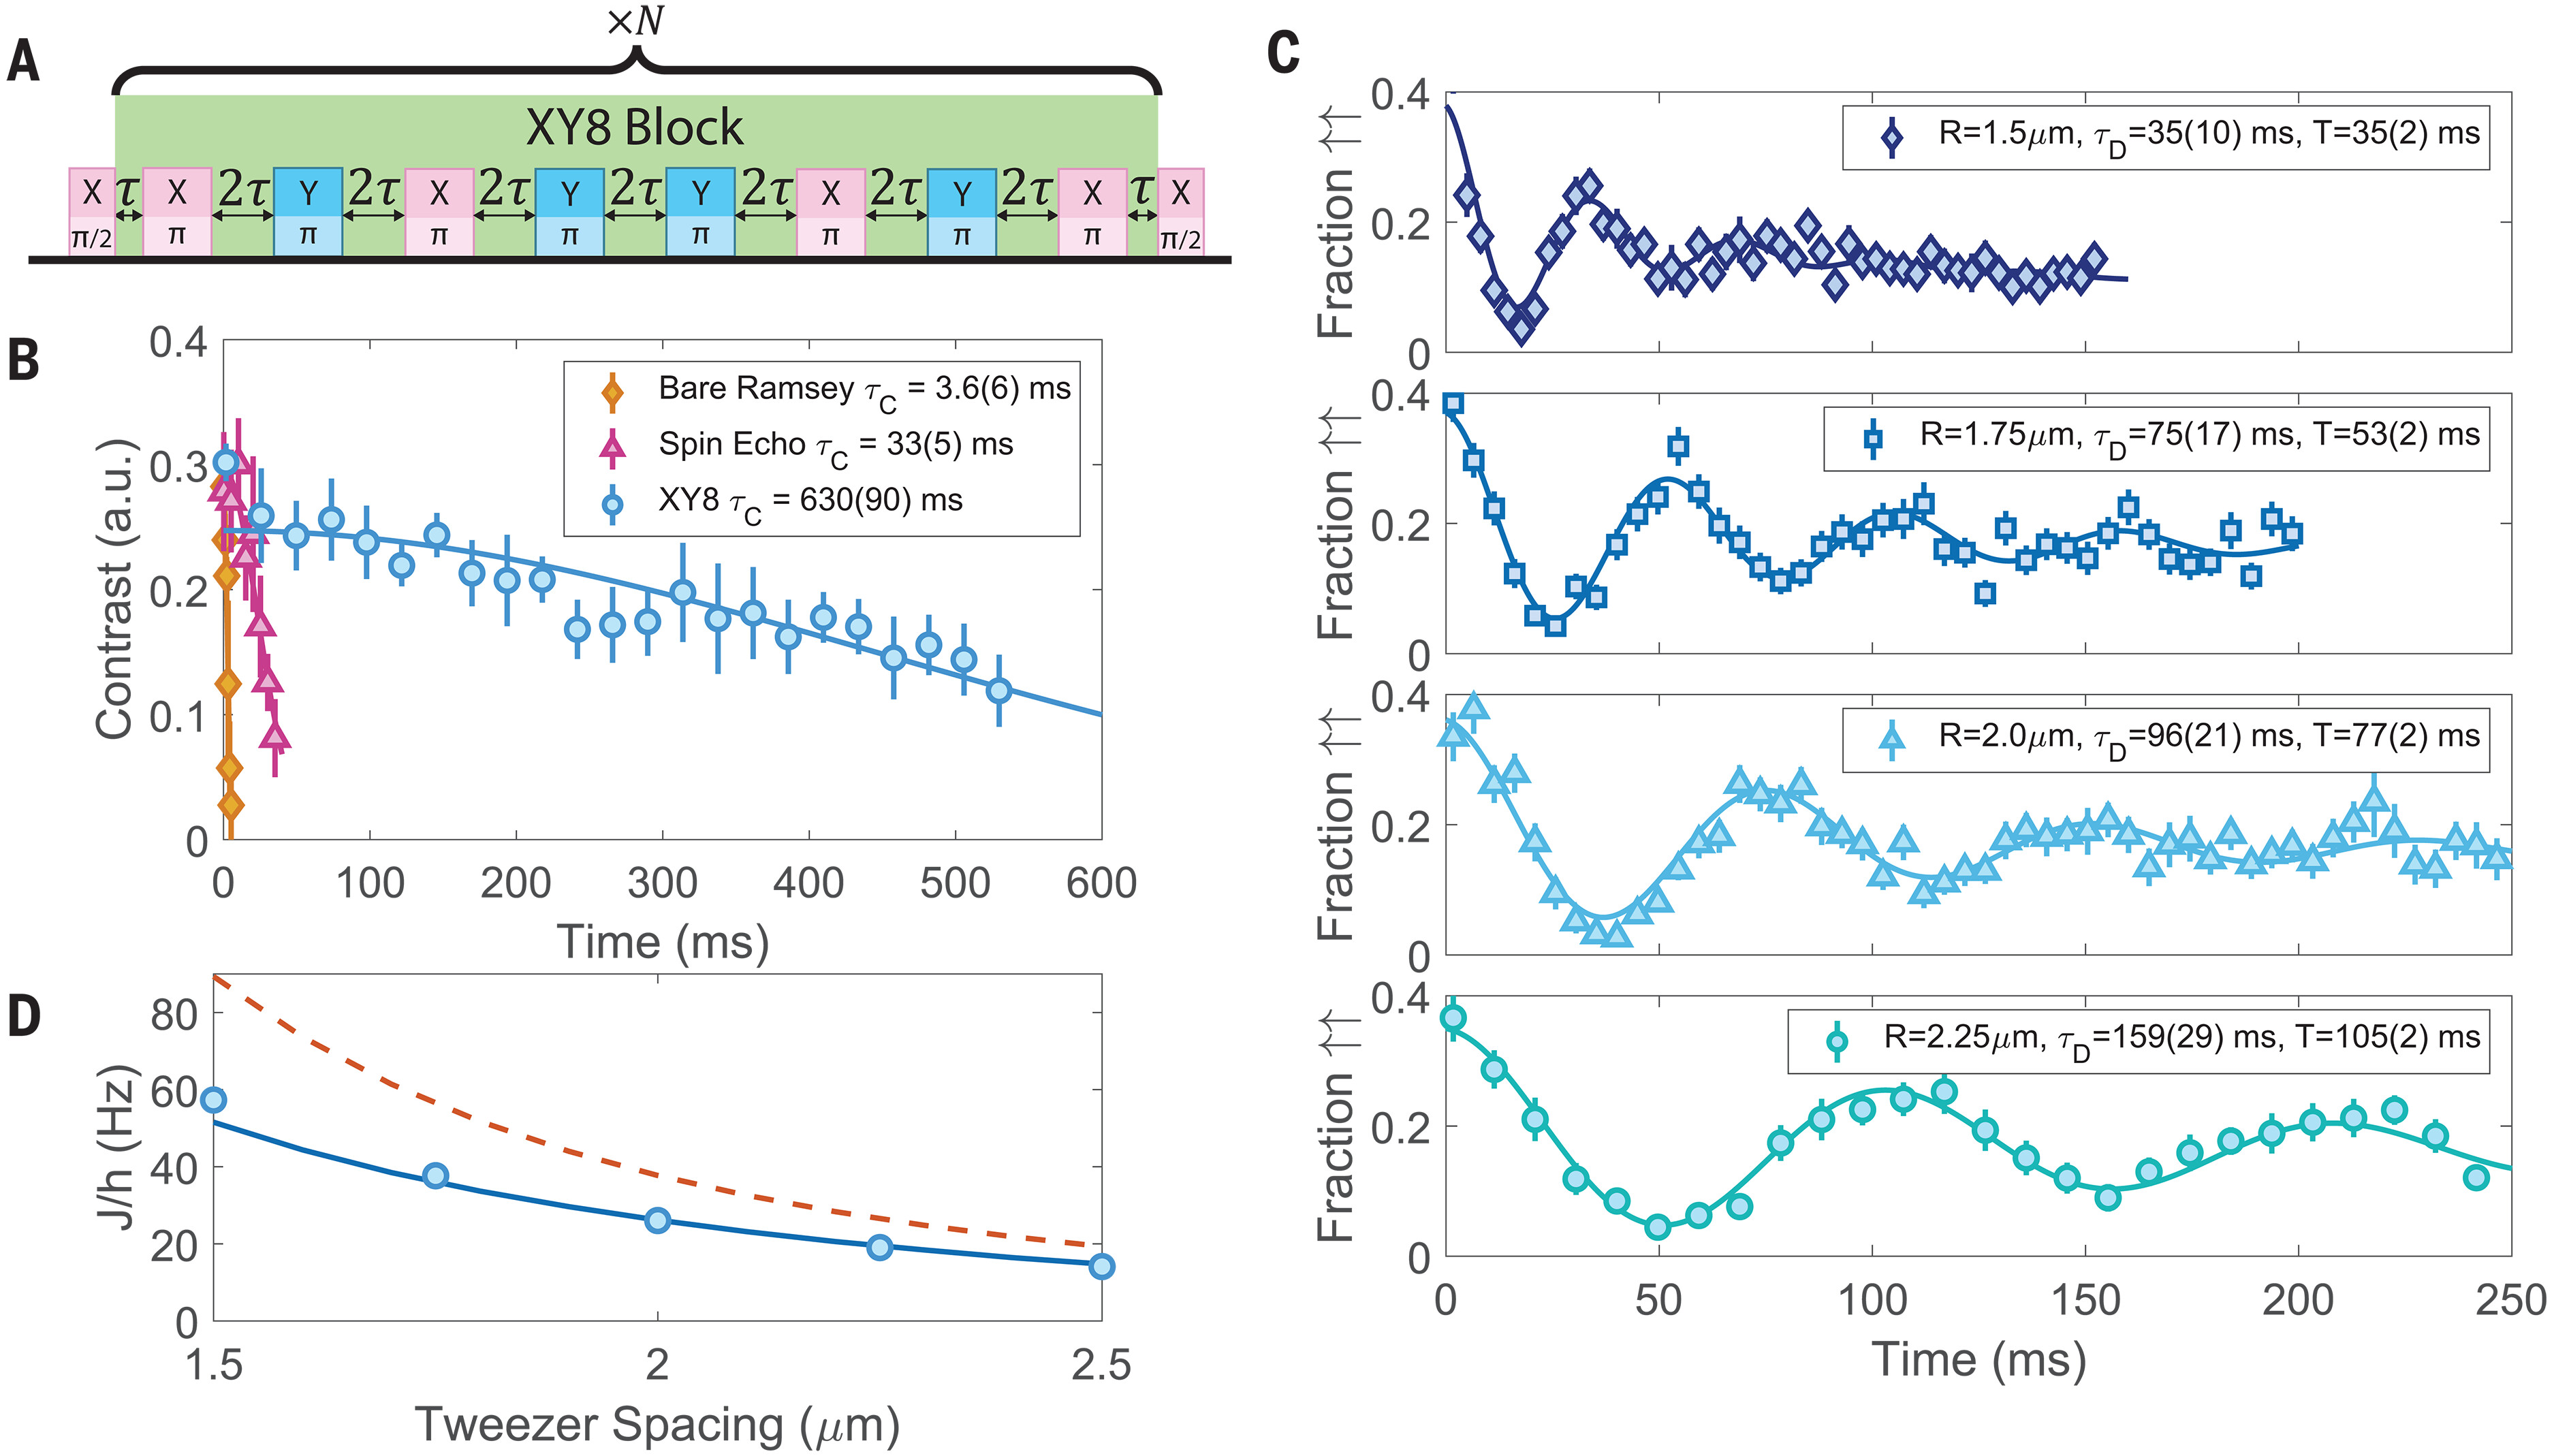 A
×N
XY8 Block
X τ X 2τ Y 2τ X 2τ Y 2τ Y 2τ X 2τ Y 2τ X τ X
π/2 π π π π π π π π π/2
B
0.4
0.3
0.2
0.1
0
Contrast (a.u.)
Bare Ramsey τC = 3.6(6) ms
Spin Echo τC = 33(5) ms
XY8 τC = 630(90) ms
0 100 200 300 400 500 600
Time (ms)
D
80
60
40
20
0
J/h (Hz)
1.5 2 2.5
Tweezer Spacing (μm)
C
0.4
0.2
0
Fraction ↑↑
R=1.5μm, τD=35(10) ms, T=35(2) ms
0.4
0.2
0
Fraction ↑↑
R=1.75μm, τD=75(17) ms, T=53(2) ms
0.4
0.2
0
Fraction ↑↑
R=2.0μm, τD=96(21) ms, T=77(2) ms
0.4
0.2
0
Fraction ↑↑
R=2.25μm, τD=159(29) ms, T=105(2) ms
0 50 100 150 200 250
Time (ms)